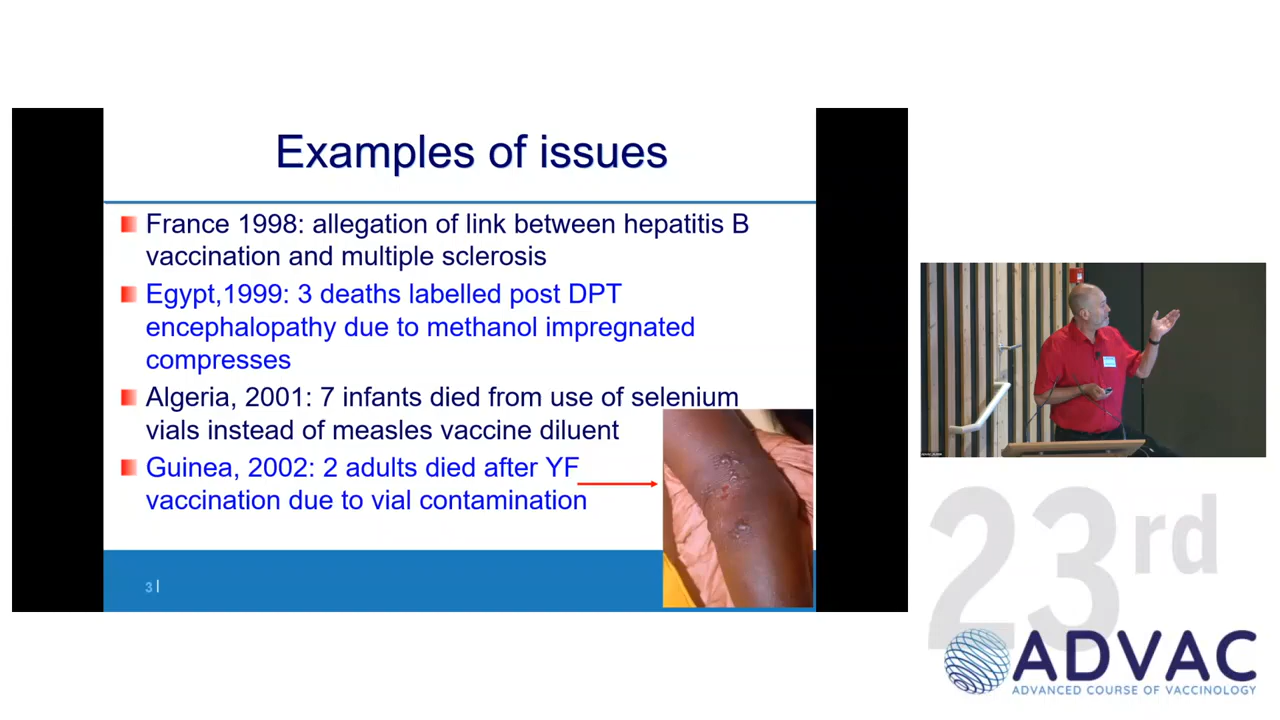 Examples of issues
France 1998: allegation of link between hepatitis B
vaccination and multiple sclerosis
Egypt,1999: 3 deaths labelled post DPT
encephalopathy due to methanol impregnated
compresses
Algeria, 2001: 7 infants died from use of selenium
vials instead of measles vaccine diluent
Guinea, 2002: 2 adults died after YF
vaccination due to vial contamination
3 |
23rd
ADVAC
ADVANCED COURSE OF VACCINOLOGY